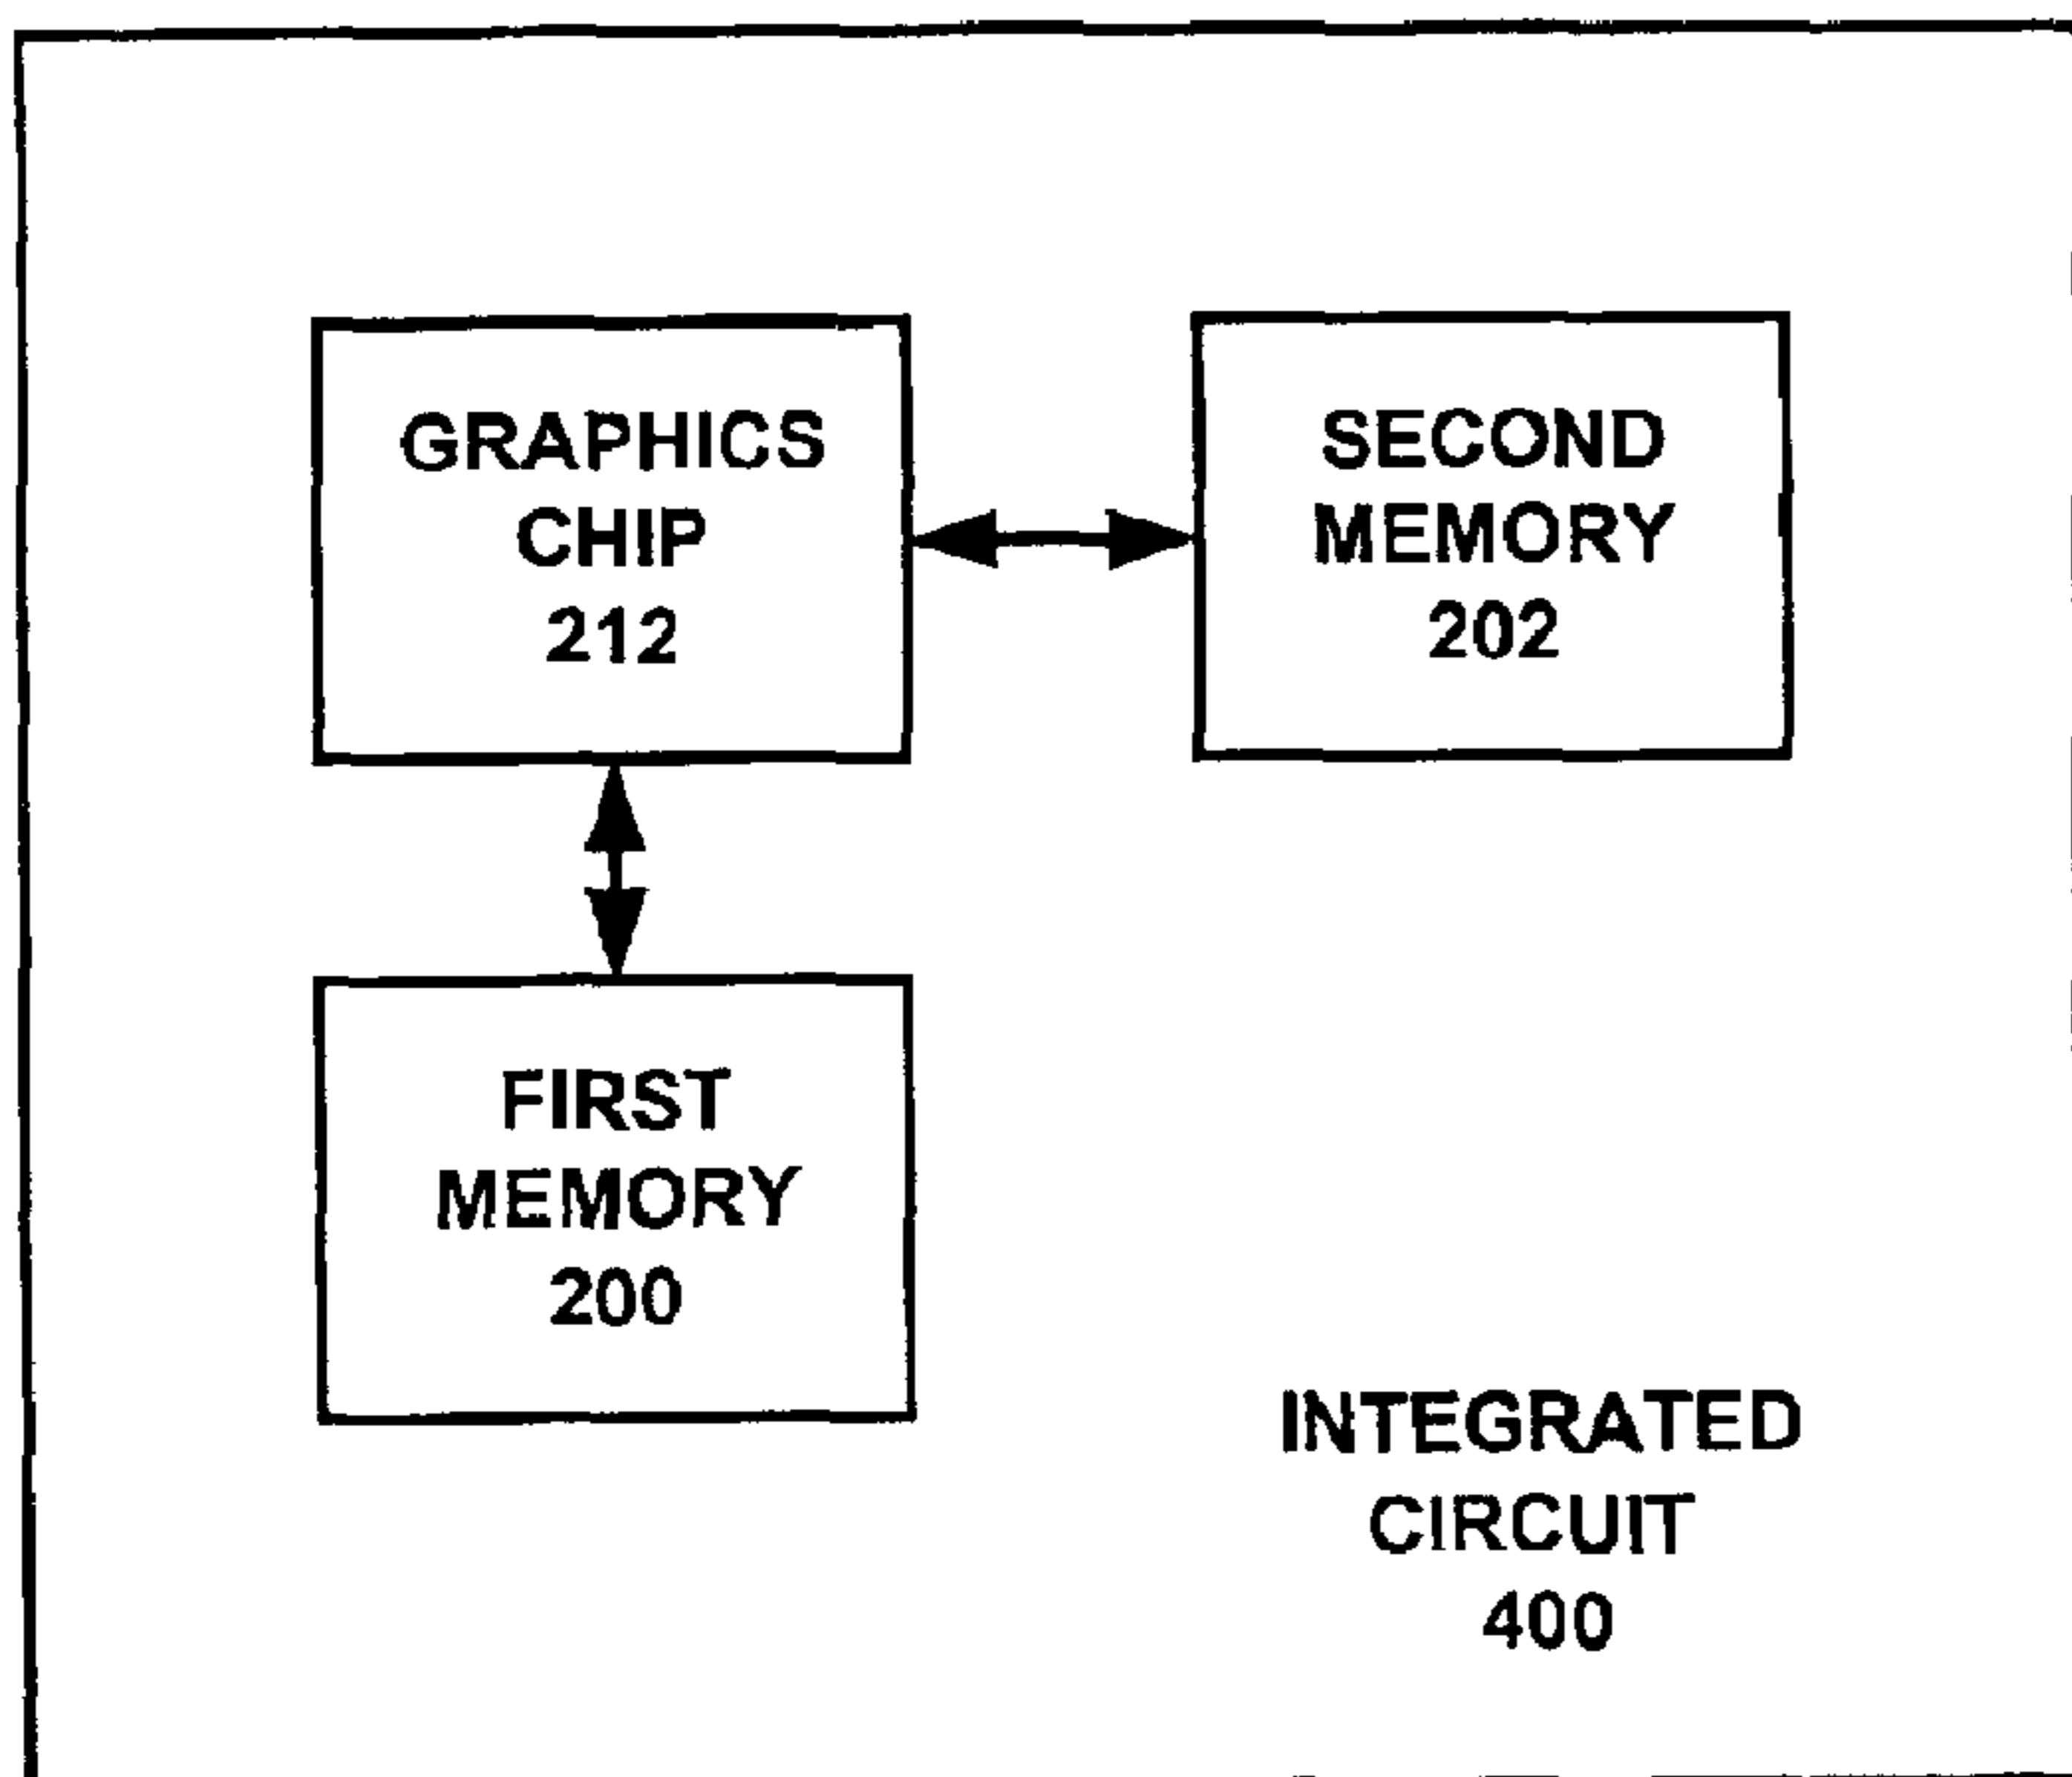 GRAPHICS
CHIP
212
SECOND
MEMORY
202
FIRST
MEMORY
200
INTEGRATED
CIRCUIT
400